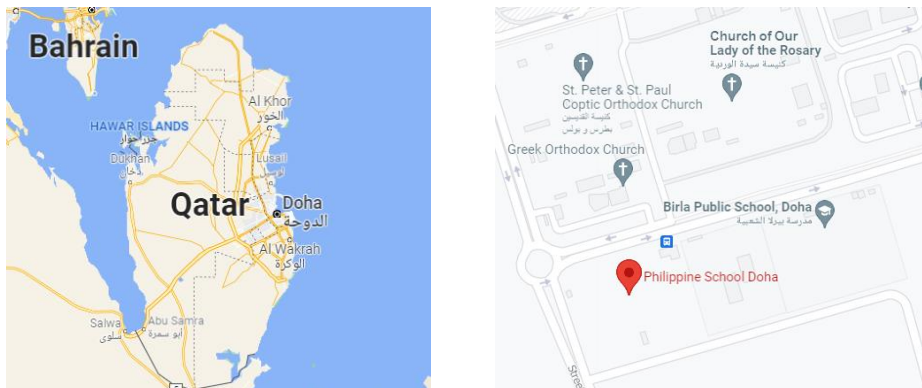 Bahrain
Al Khor
الخور
HAWAR ISLANDS
جزر حوار
Dukhan
دخان
Lusail
لوسيل
Qatar
Doha
الدوحة
Al Wakrah
الوكرة
Salwa
سلوى
Abu Samra
أبو سمرة
Church of Our
Lady of the Rosary
كنيسة سيدة الوردية
St. Peter & St. Paul
Coptic Orthodox Church
كنيسة القديسين
بطرس و بولس
Greek Orthodox Church
Birla Public School, Doha
مدرسة بيرلا الشعبية
Philippine School Doha
Stree